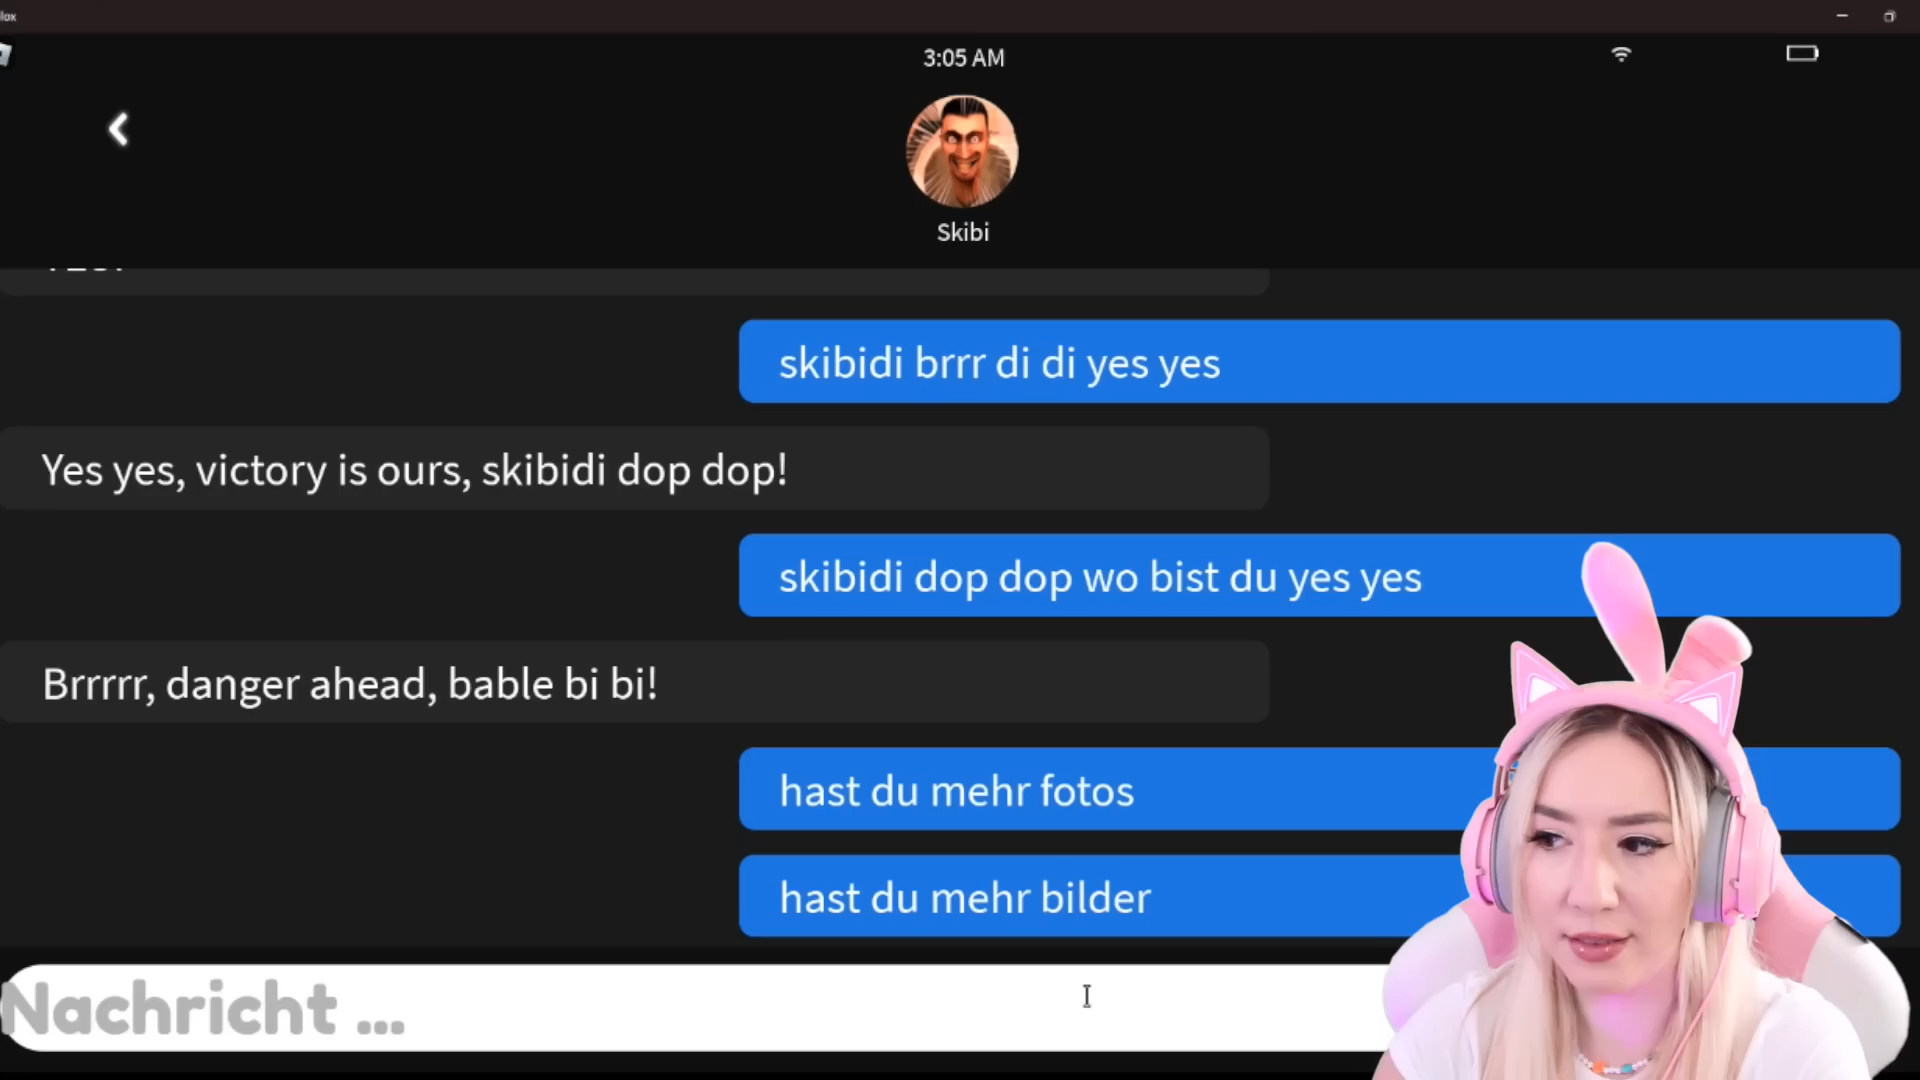 3:05 AM
Skibi
skibidi brrr di di yes yes
Yes yes, victory is ours, skibidi dop dop!
skibidi dop dop wo bist du yes yes
Brrrrr, danger ahead, bable bi bi!
hast du mehr fotos
hast du mehr bilder
Nachricht ...